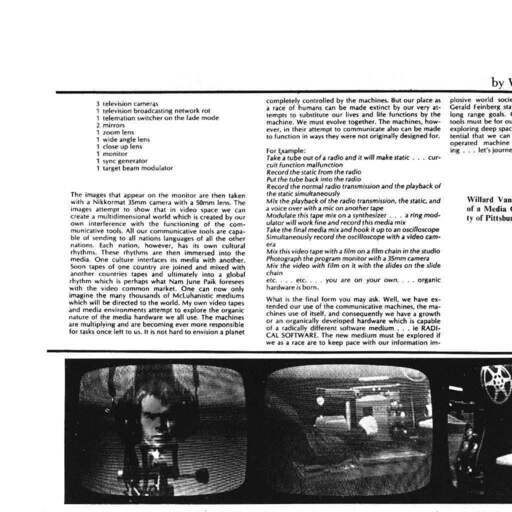 by
3 television cameras
1 television broadcasting network rot
1 telemation switcher on the fade mode
2 mirrors
1 zoom lens
1 wide angle lens
1 close up lens
1 monitor
1 sync generator
1 target beam modulator
The images that appear on the monitor are then taken
with a Nikkormat 35mm camera with a 50mm lens. The
images attempt to show that in video space we can
create a multidimensional world which is created by our
own interference with the functioning of the com-
municative tools. All our communicative tools are capa-
ble of sending to all nations languages of all the other
nations. Each nation, however, has its own cultural
rhythms. These rhythms are then immersed into the
media. One culture interfaces its media with another.
Soon tapes of one country are joined and mixed with
another countries tapes and ultimately into a global
rhythm which is perhaps what Nam June Paik foresees
with the video common market. One can now only
imagine the many thousands of McLuhanistic mediums
which will be directed to the world. My own video tapes
and media environments attempt to explore the organic
nature of the media hardware we all use. The machines
are multiplying and are becoming ever more responsible
for tasks once left to us. It is not hard to envision a planet
completely controlled by the machines. But our place as
a race of humans can be made extinct by our very at-
tempts to substitute our lives and life functions by the
machine. We must evolve together. The machines, how-
ever, in their attempt to communicate also can be made
to function in ways they were not originally designed for.
For Example:
Take a tube out of a radio and it will make static . . . cur-
cuit function malfunction
Record the static from the radio
Put the tube back into the radio
Record the normal radio transmission and the playback of
the static simultaneously
Mix the playback of the radio transmission, the static, and
a voice over with a mic on another tape
Modulate this tape mix on a synthesizer . . . a ring mod-
ulator will work fine and record this media mix
Take the final media mix and hook it up to an oscilloscope
Simultaneously record the oscilloscope with a video cam-
era
Mix this video tape with a film on a film chain in the studio
Photograph the program monitor with a 35mm camera
Mix the video with film on it with the slides on the slide
chain
etc. . . . etc. . . . you are on your own. . . . organic
hardware is born.
What is the final form you may ask. Well, we have ex-
tended our use of the communicative machines, the ma-
chines use of itself, and consequently we have a growth
or an organically developed hardware which is capable
of a radically different software medium . . . ie RADI-
CAL SOFTWARE. The new medium must be explored if
we as a race are to keep pace with our information im-
plosive world socie
Gerald Feinberg sta
long range goals.
tools must be for ou
exploring deep spac
tential that we can
operated machine
ing . . . let's journe
Willard Van
of a Media
ty of Pittsbu